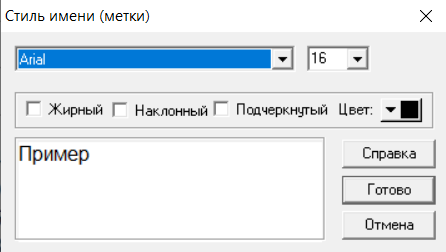 Стиль имени (метки)
Arial 16
Жирный Наклонный Подчеркнутый Цвет:
Пример
Справка
Готово
Отмена